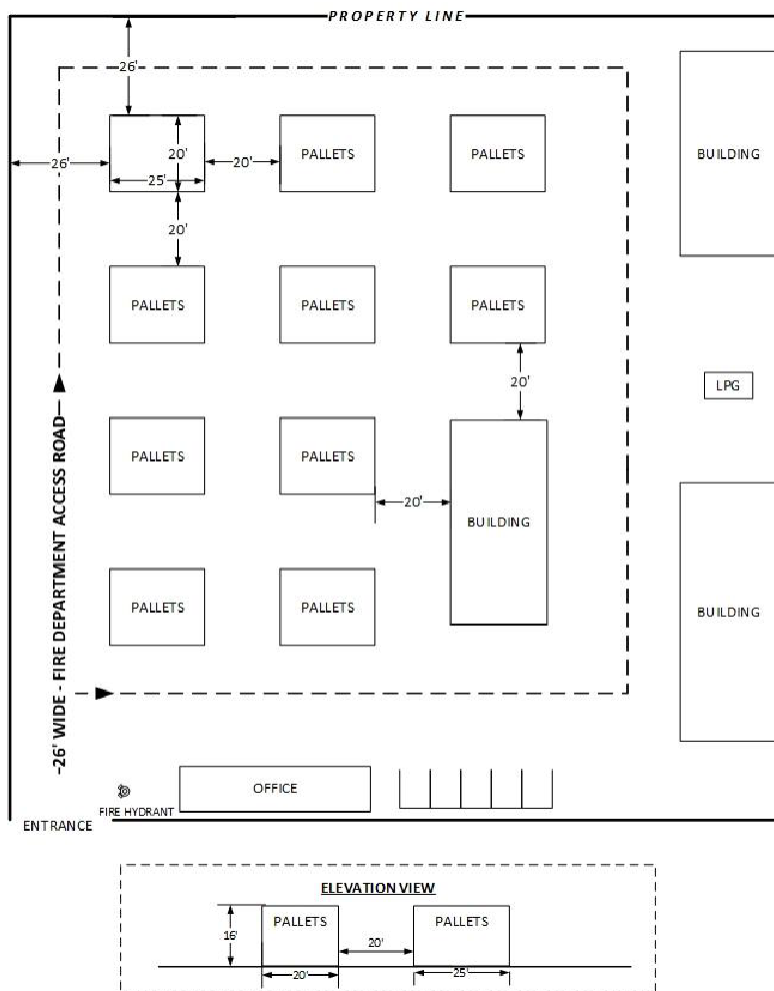 PROPERTY LINE
26'
26'
20'
25'
20'
PALLETS
PALLETS
BUILDING
20'
PALLETS
PALLETS
PALLETS
20'
LPG
26' WIDE - FIRE DEPARTMENT ACCESS ROAD
PALLETS
PALLETS
20'
BUILDING
PALLETS
PALLETS
BUILDING
OFFICE
FIRE HYDRANT
ENTRANCE
ELEVATION VIEW
PALLETS
PALLETS
16'
20'
20'
25'